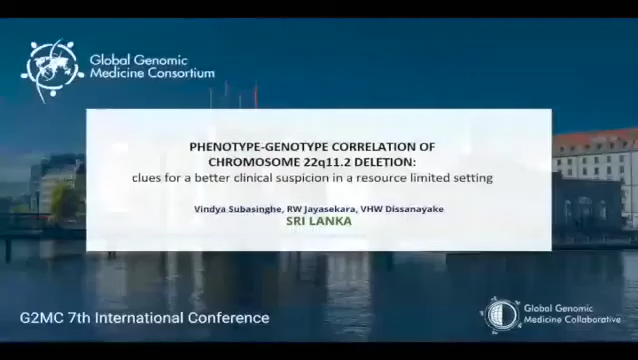 Global Genomic
Medicine Consortium
PHENOTYPE-GENOTYPE CORRELATION OF
CHROMOSOME 22q11.2 DELETION:
clues for a better clinical suspicion in a resource limited setting
Vindya Subasinghe, RW Jayasekara, VHW Dissanayake
SRI LANKA
G2MC 7th International Conference
Global Genomic
Medicine Collaborative